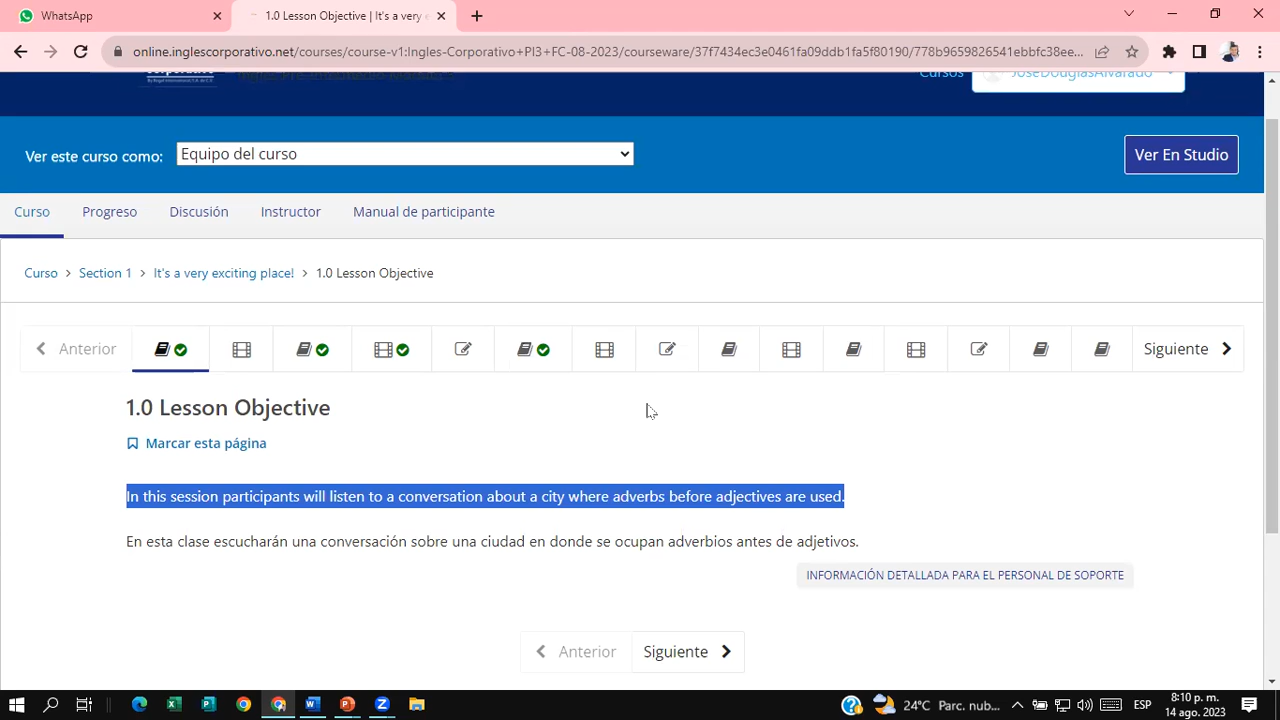 WhatsApp
1.0 Lesson Objective | It's a very e
online.inglescorporativo.net/courses/course-v1:Ingles-Corporativo+PI3+FC-08-2023/courseware/37f7434ec3e0461fa09ddb1fa5f80190/778b9659826541ebbfc38ee...
By Regal International, S.A. de C.V.
Cursos
JoseDouglasAlvarado
Ver este curso como:
Equipo del curso
Ver En Studio
Curso Progreso Discusión Instructor Manual de participante
Curso > Section 1 > It's a very exciting place! > 1.0 Lesson Objective
Anterior
Siguiente
1.0 Lesson Objective
Marcar esta página
In this session participants will listen to a conversation about a city where adverbs before adjectives are used.
En esta clase escucharán una conversación sobre una ciudad en donde se ocupan adverbios antes de adjetivos.
INFORMACIÓN DETALLADA PARA EL PERSONAL DE SOPORTE
Anterior Siguiente
24°C Parc. nub...
ESP
8:10 p. m.
14 ago. 2023